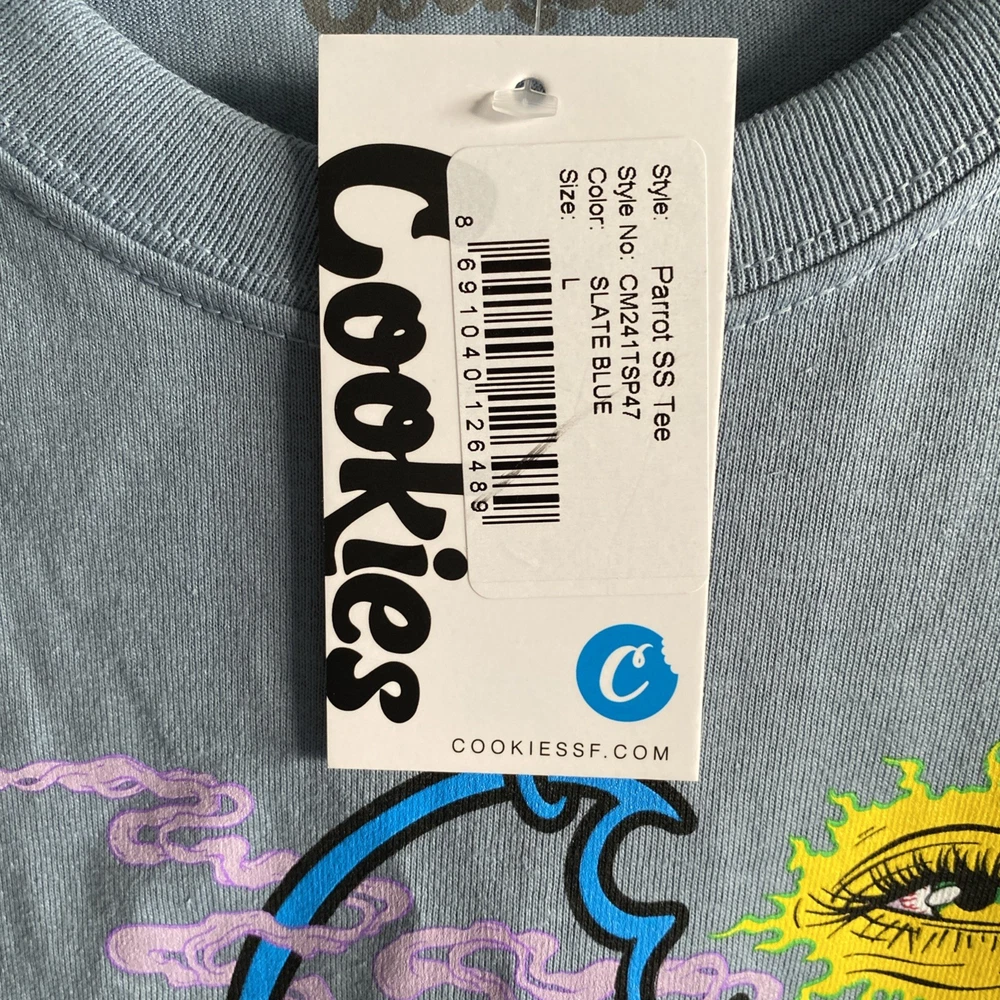 Cookies
Style: Parrot SS Tee
Style No: CM241TSP47
Color: SLATE BLUE
Size: L
8 691040 126489
C
COOKIESSF.COM